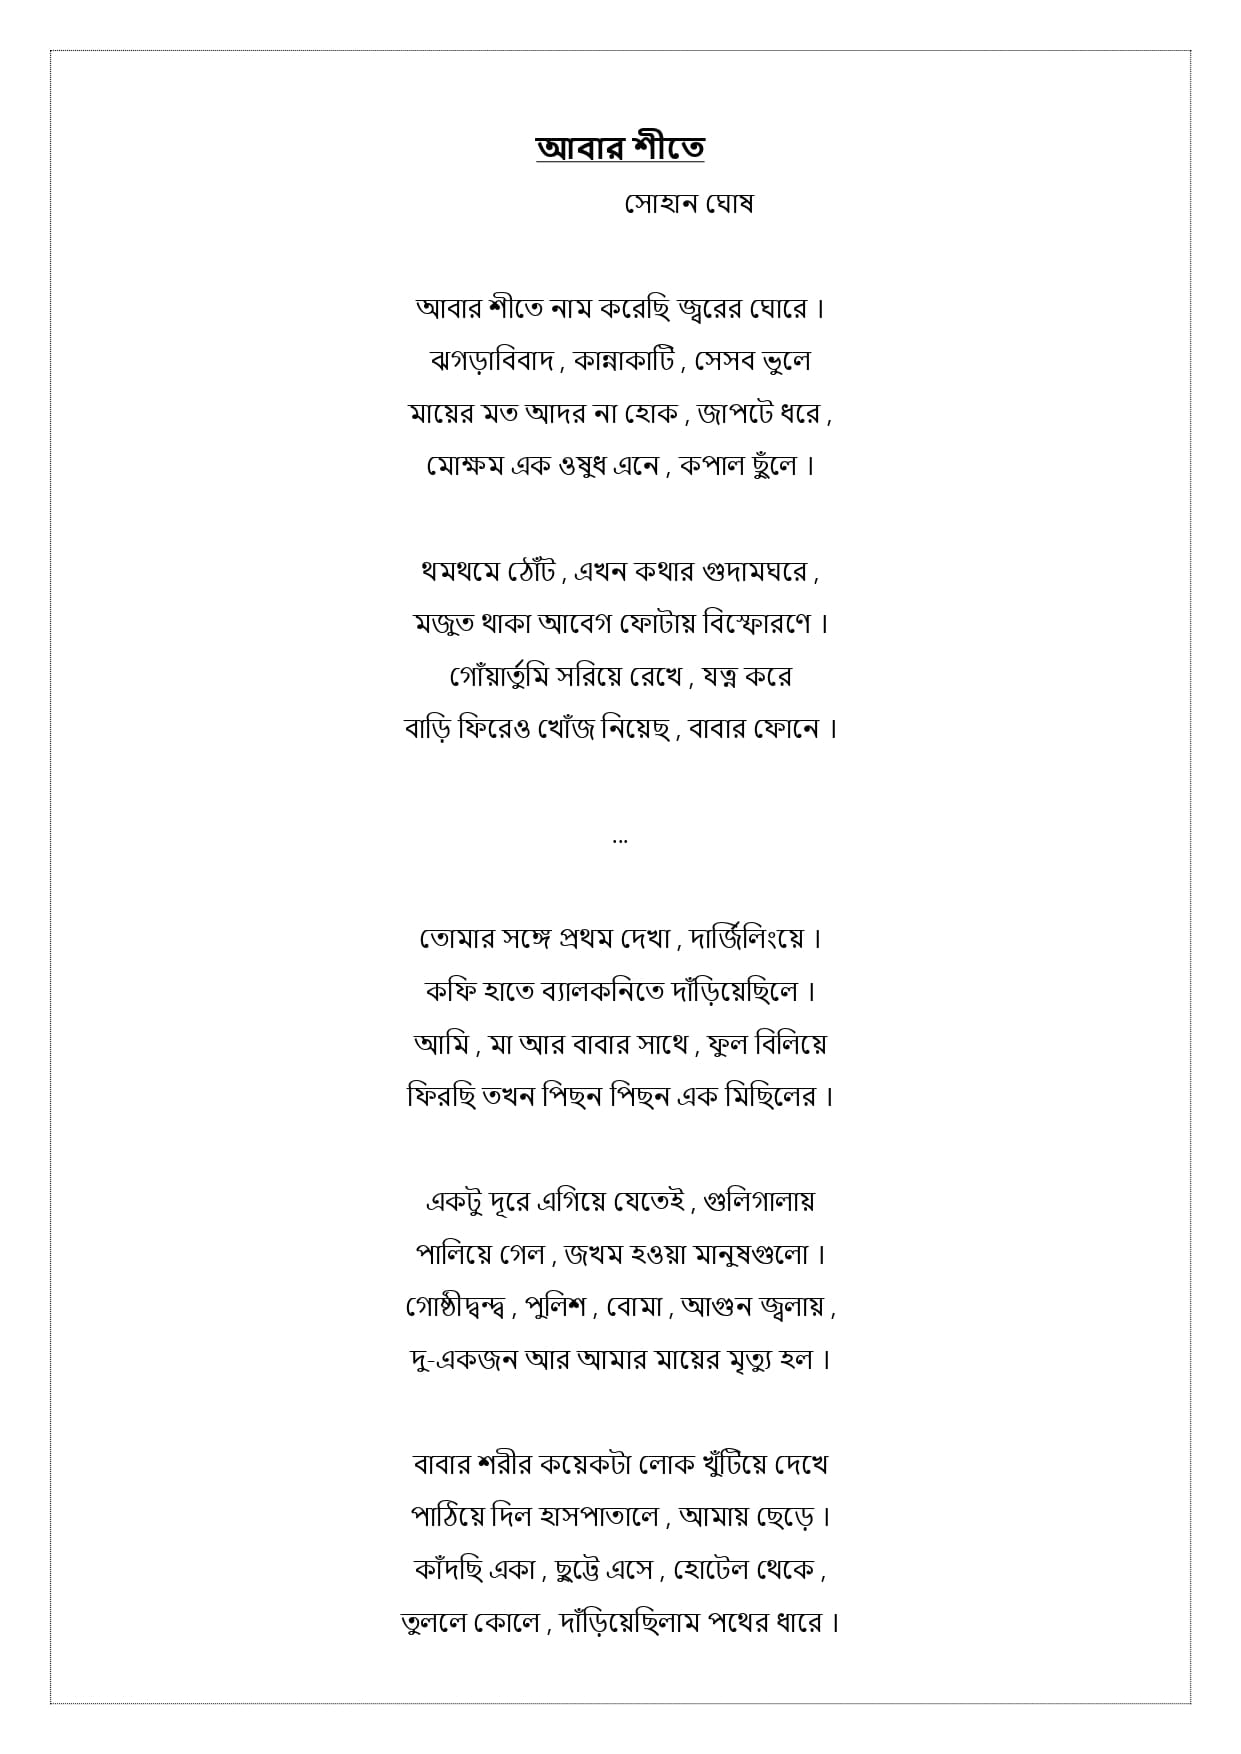 আবার শীতে
সোহান ঘোষ
আবার শীতে নাম করেছি জ্বরের ঘোরে ।
ঝগড়াবিবাদ , কান্নাকাটি , সেসব ভুলে
মায়ের মত আদর না হোক , জাপটে ধরে ,
মোক্ষম এক ওষুধ এনে , কপাল ছুঁলে ।
থমথমে ঠোঁট , এখন কথার গুদামঘরে ,
মজুত থাকা আবেগ ফোটায় বিস্ফোরণে ।
গোঁয়ার্তুমি সরিয়ে রেখে , যত্ন করে
বাড়ি ফিরেও খোঁজ নিয়েছ , বাবার ফোনে ।
...
তোমার সঙ্গে প্রথম দেখা , দার্জিলিংয়ে ।
কফি হাতে ব্যালকনিতে দাঁড়িয়েছিলে ।
আমি , মা আর বাবার সাথে , ফুল বিলিয়ে
ফিরছি তখন পিছন পিছন এক মিছিলের ।
একটু দূরে এগিয়ে যেতেই , গুলিগালায়
পালিয়ে গেল , জখম হওয়া মানুষগুলো ।
গোষ্ঠীদ্বন্দ্ব , পুলিশ , বোমা , আগুন জ্বলায় ,
দু-একজন আর আমার মায়ের মৃত্যু হল ।
বাবার শরীর কয়েকটা লোক খুঁটিয়ে দেখে
পাঠিয়ে দিল হাসপাতালে , আমায় ছেড়ে ।
কাঁদছি একা , ছুট্টে এসে , হোটেল থেকে ,
তুললে কোলে , দাঁড়িয়েছিলাম পথের ধারে ।